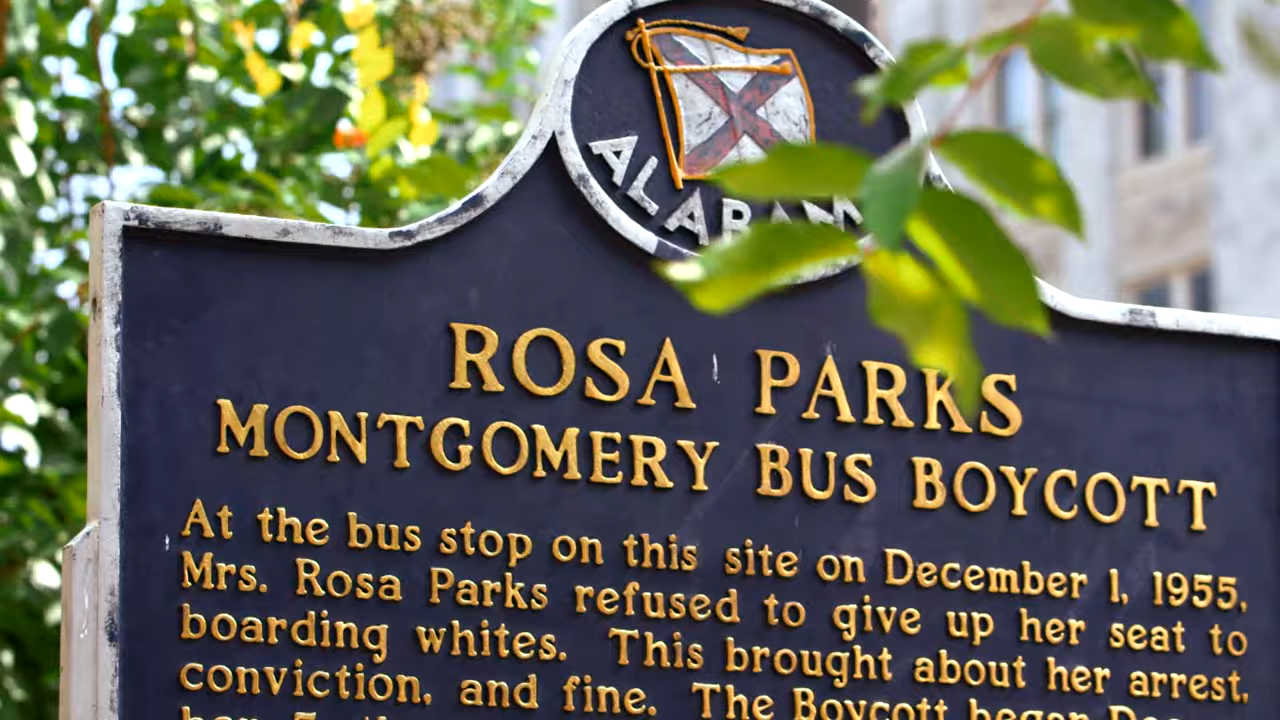 ALABAMA
ROSA PARKS
MONTGOMERY BUS BOYCOTT
At the bus stop on this site on December 1, 1955,
Mrs. Rosa Parks refused to give up her seat to
boarding whites. This brought about her arrest,
conviction, and fine. The Boycott began